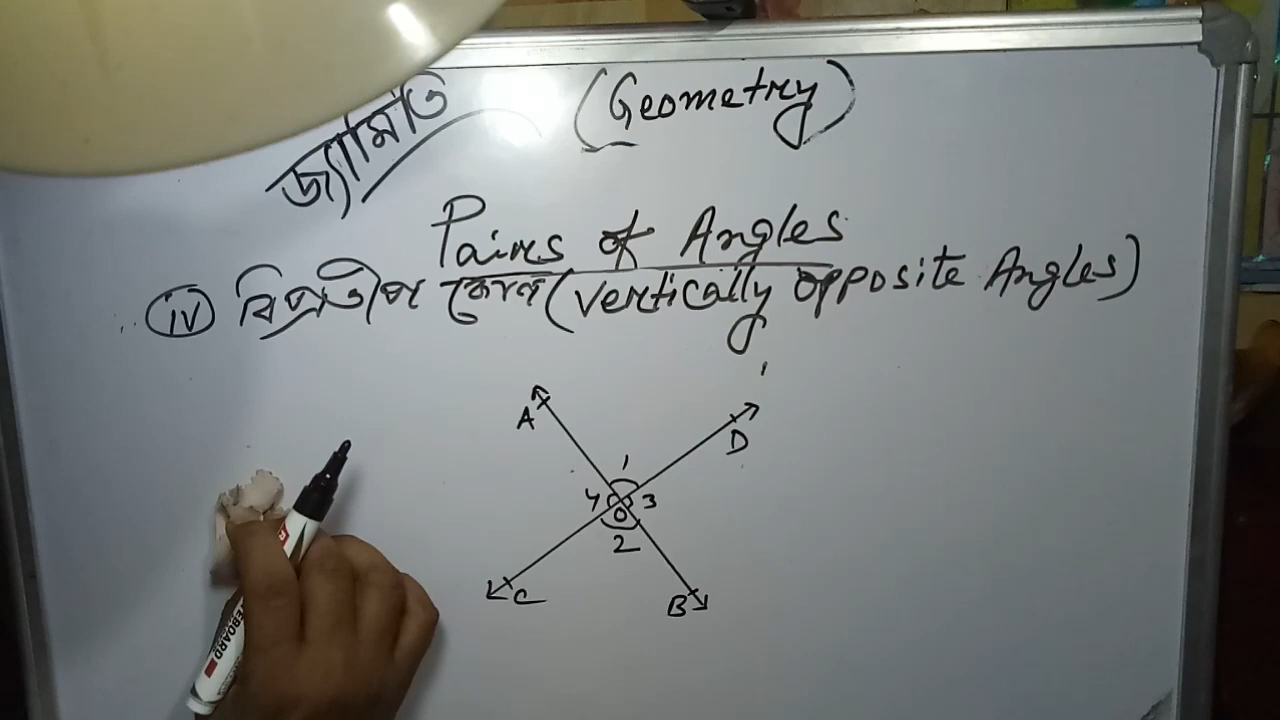 জ্যামিতি (Geometry)
Pairs of Angles
iv বিপ্রতীপ কোণ (vertically opposite Angles)
A
D
1
4 3
O
2
C
B